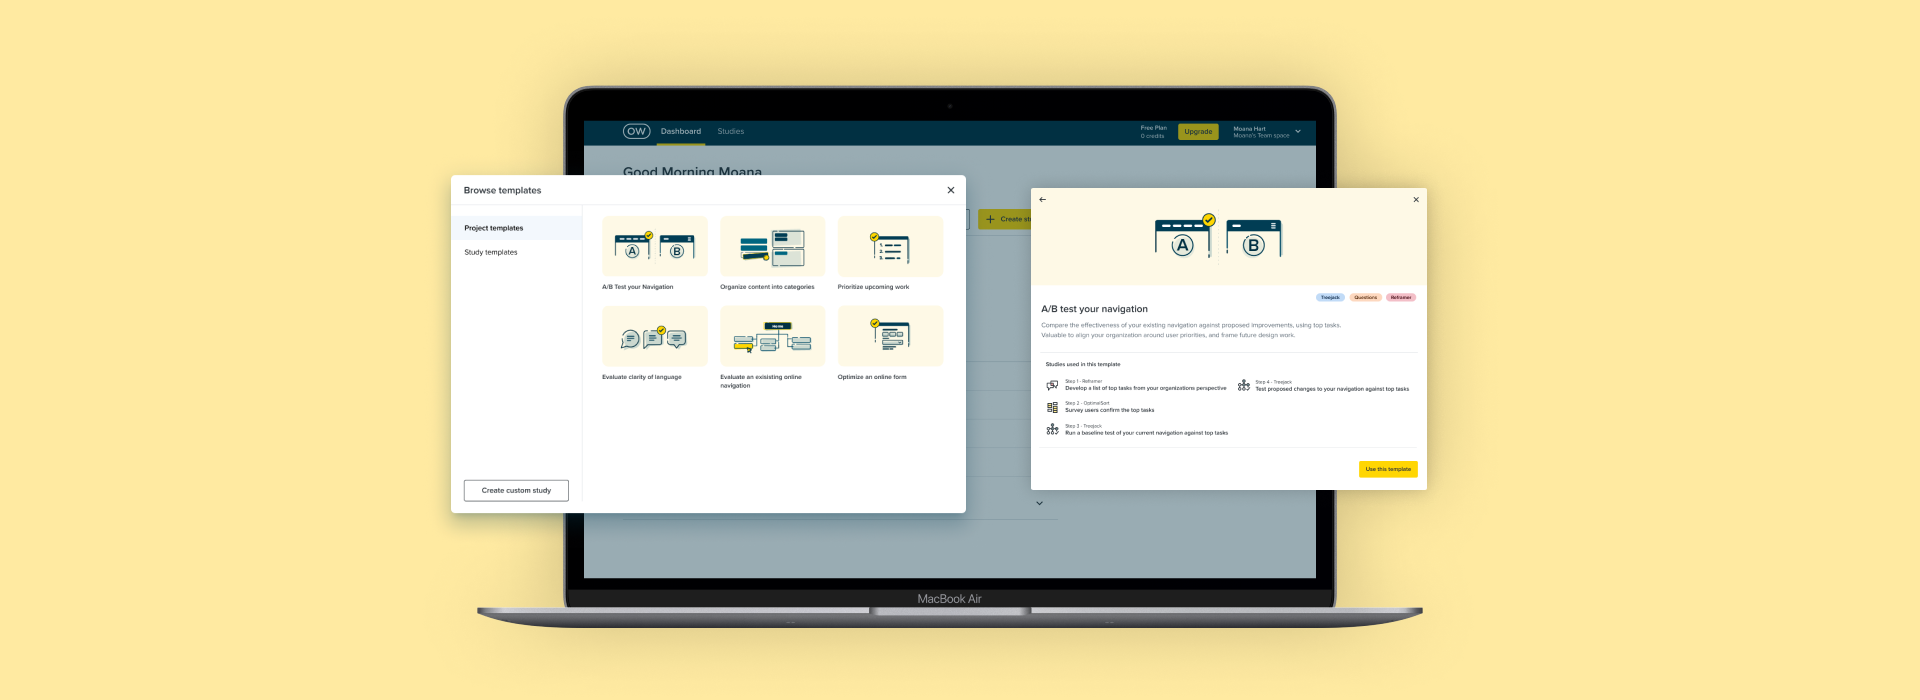 OW Dashboard Studies
Free Plan
0 credits
Upgrade
Moana Hart
Moana's Team space
Good Morning Moana
Create
Browse templates
Project templates
Study templates
A/B Test your Navigation
Organize content into categories
Prioritize upcoming work
Evaluate clarity of language
Evaluate an exisisting online
navigation
Optimize an online form
Create custom study
A B
Treejack Questions Reframer
A/B test your navigation
Compare the effectiveness of your existing navigation against proposed improvements, using top tasks.
Valuable to align your organization around user priorities, and frame future design work.
Studies used in this template
Step 1 - Reframer
Develop a list of top tasks from your organizations perspective
Step 2 - OptimalSort
Survey users confirm the top tasks
Step 3 - Treejack
Run a baseline test of your current navigation against top tasks
Step 4 - Treejack
Test proposed changes to your navigation against top tasks
Use this template
MacBook Air